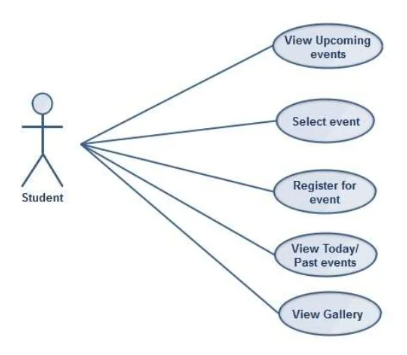 View Upcoming
events
Select event
Student
Register for
event
View Today/
Past events
View Gallery